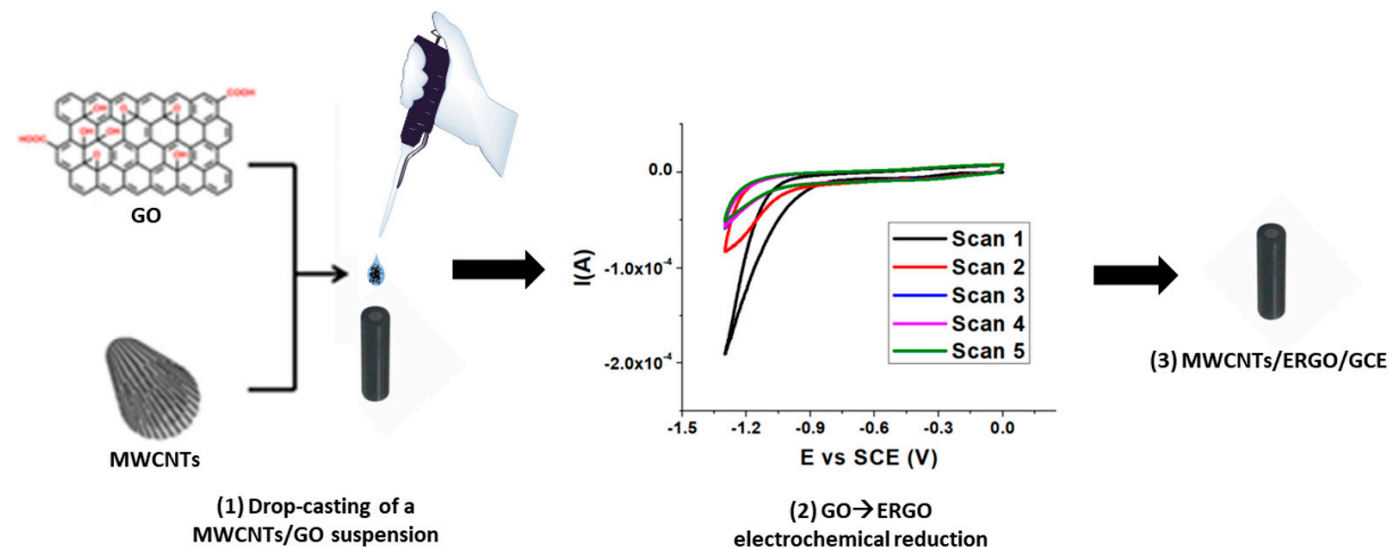 COOH
OH
O
O
HOOC
OH
OH
O
OH
GO
MWCNTs
(1) Drop-casting of a
MWCNTs/GO suspension
I(A)
0.0
-1.0x10⁻⁴
-2.0x10⁻⁴
-1.5
-1.2
-0.9
-0.6
-0.3
0.0
E vs SCE (V)
Scan 1
Scan 2
Scan 3
Scan 4
Scan 5
(2) GO→ERGO
electrochemical reduction
(3) MWCNTs/ERGO/GCE